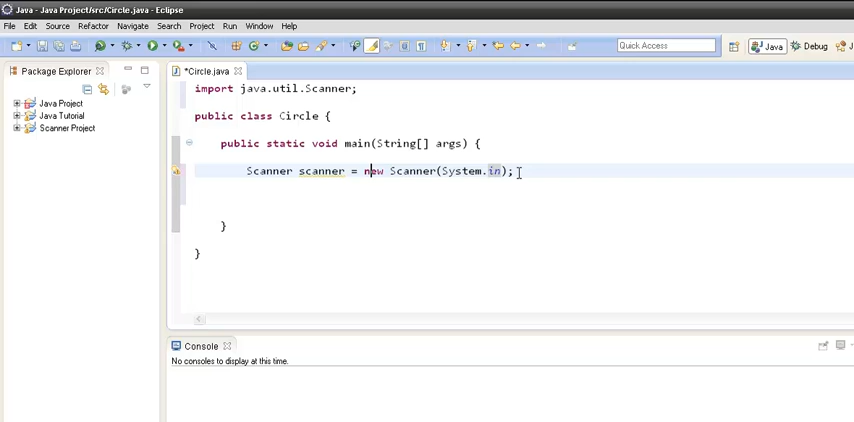 Java - Java Project/src/Circle.java - Eclipse
File Edit Source Refactor Navigate Search Project Run Window Help
Quick Access
Java
Debug
J
Package Explorer
*Circle.java
Java Project
Java Tutorial
Scanner Project
import java.util.Scanner;
public class Circle {
public static void main(String[] args) {
Scanner scanner = new Scanner(System.in);
}
}
Console
No consoles to display at this time.